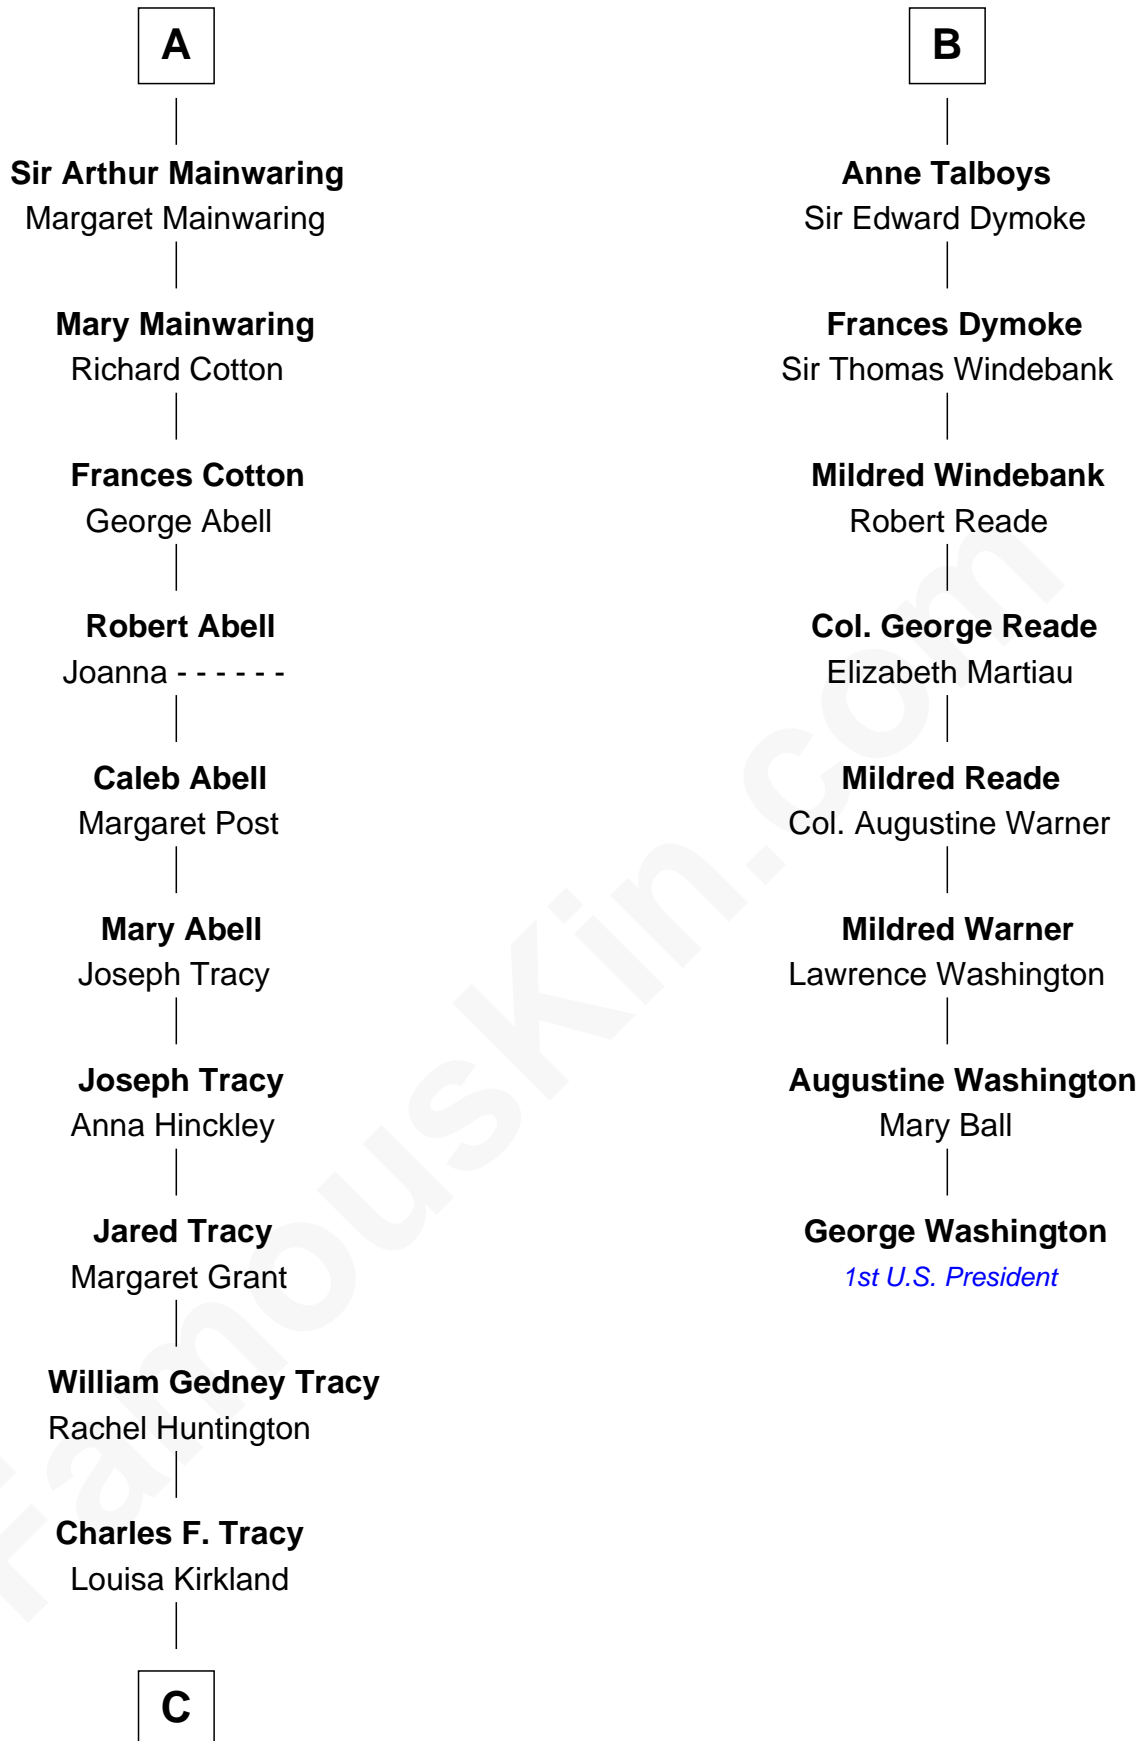 A
Sir Arthur Mainwaring
Margaret Mainwaring
Mary Mainwaring
Richard Cotton
Frances Cotton
George Abell
Robert Abell
Joanna - - - - - -
Caleb Abell
Margaret Post
Mary Abell
Joseph Tracy
Joseph Tracy
Anna Hinckley
Jared Tracy
Margaret Grant
William Gedney Tracy
Rachel Huntington
Charles F. Tracy
Louisa Kirkland
C
B
Anne Talboys
Sir Edward Dymoke
Frances Dymoke
Sir Thomas Windebank
Mildred Windebank
Robert Reade
Col. George Reade
Elizabeth Martiau
Mildred Reade
Col. Augustine Warner
Mildred Warner
Lawrence Washington
Augustine Washington
Mary Ball
George Washington
1st U.S. President
FamousKin.com